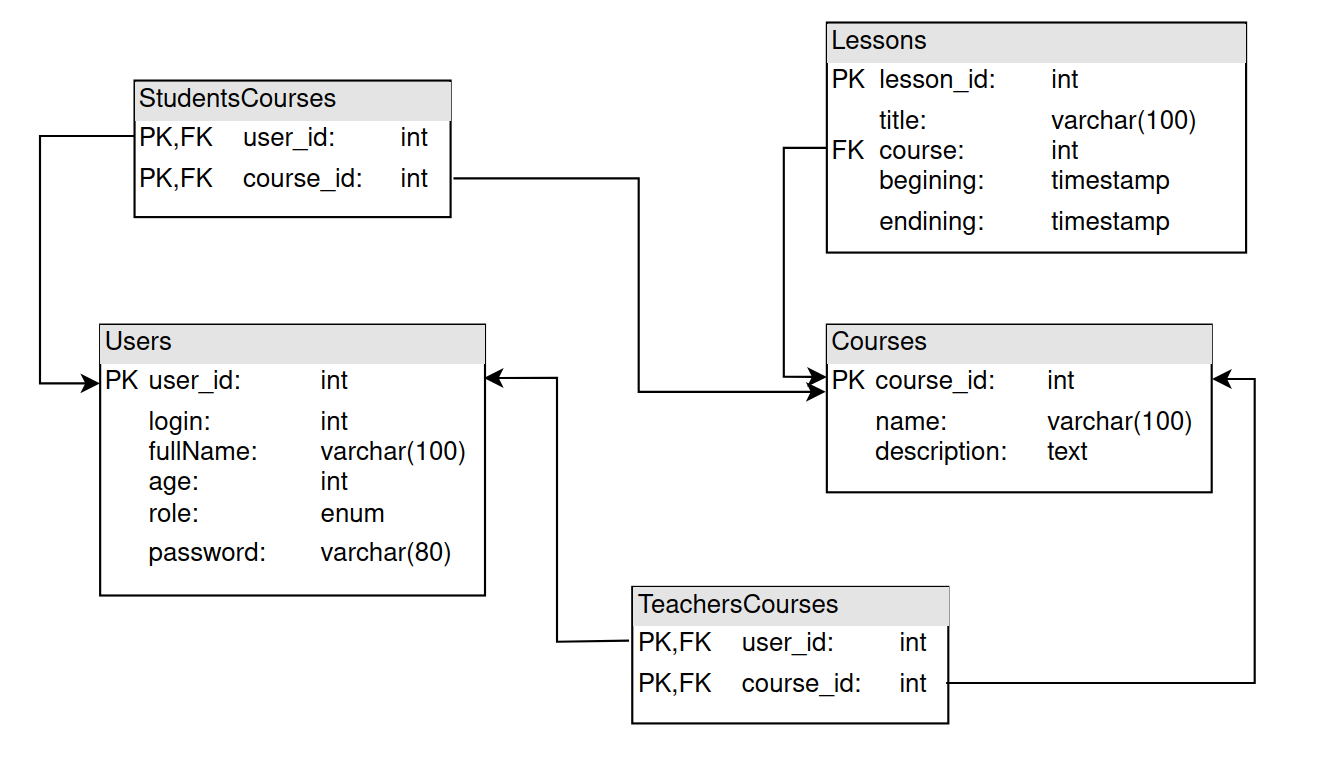 Lessons
PK lesson_id: int
title: varchar(100)
FK course: int
begining: timestamp
endining: timestamp
StudentsCourses
PK,FK user_id: int
PK,FK course_id: int
Users
PK user_id: int
login: int
fullName: varchar(100)
age: int
role: enum
password: varchar(80)
Courses
PK course_id: int
name: varchar(100)
description: text
TeachersCourses
PK,FK user_id: int
PK,FK course_id: int